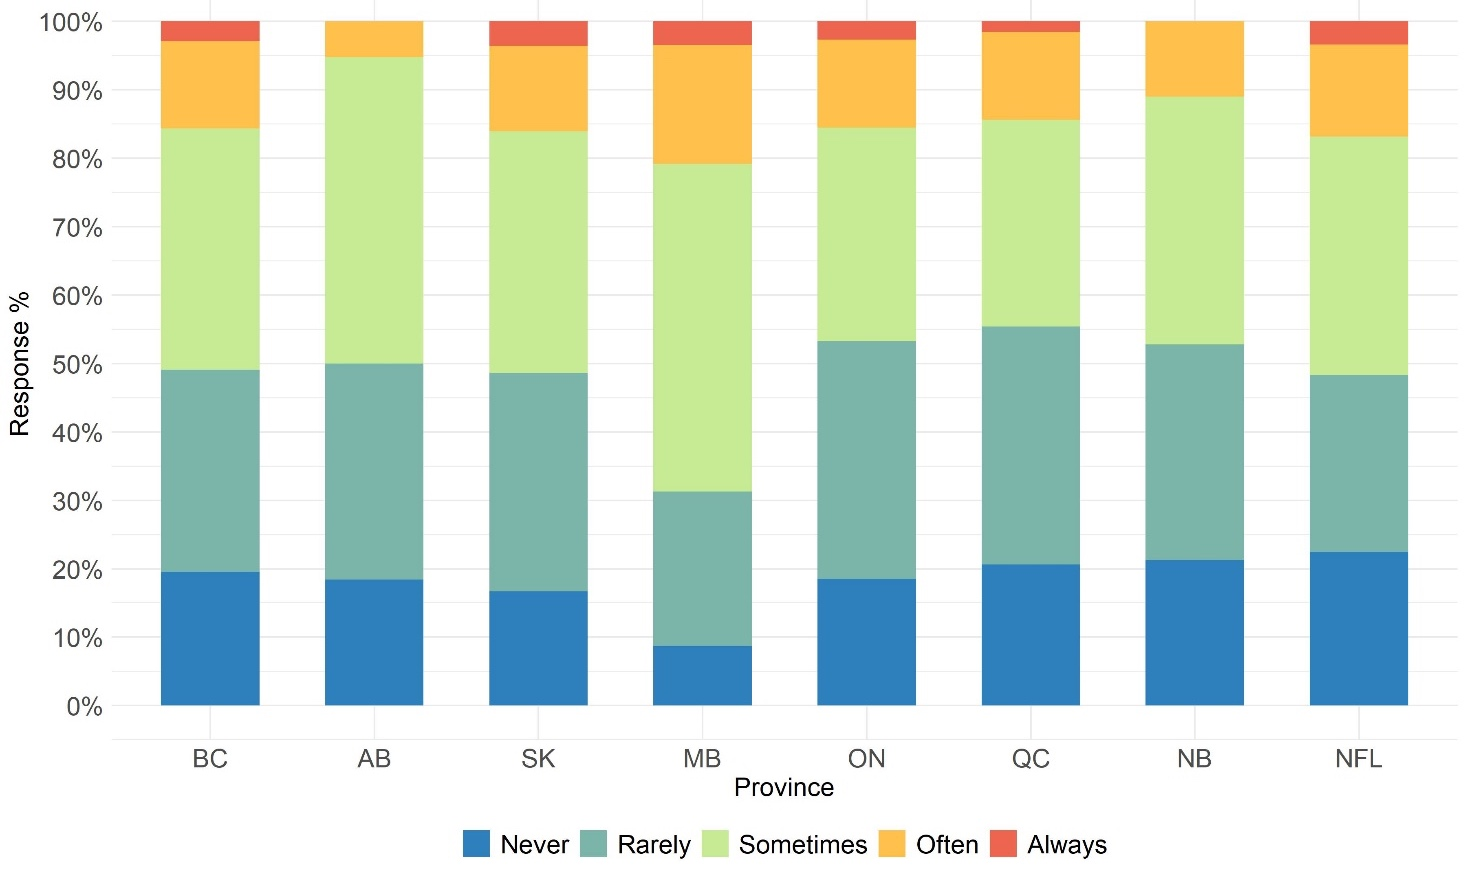 100%
90%
80%
70%
60%
50%
40%
30%
20%
10%
0%
Response %
BC AB SK MB ON QC NB NFL
Province
Never Rarely Sometimes Often Always